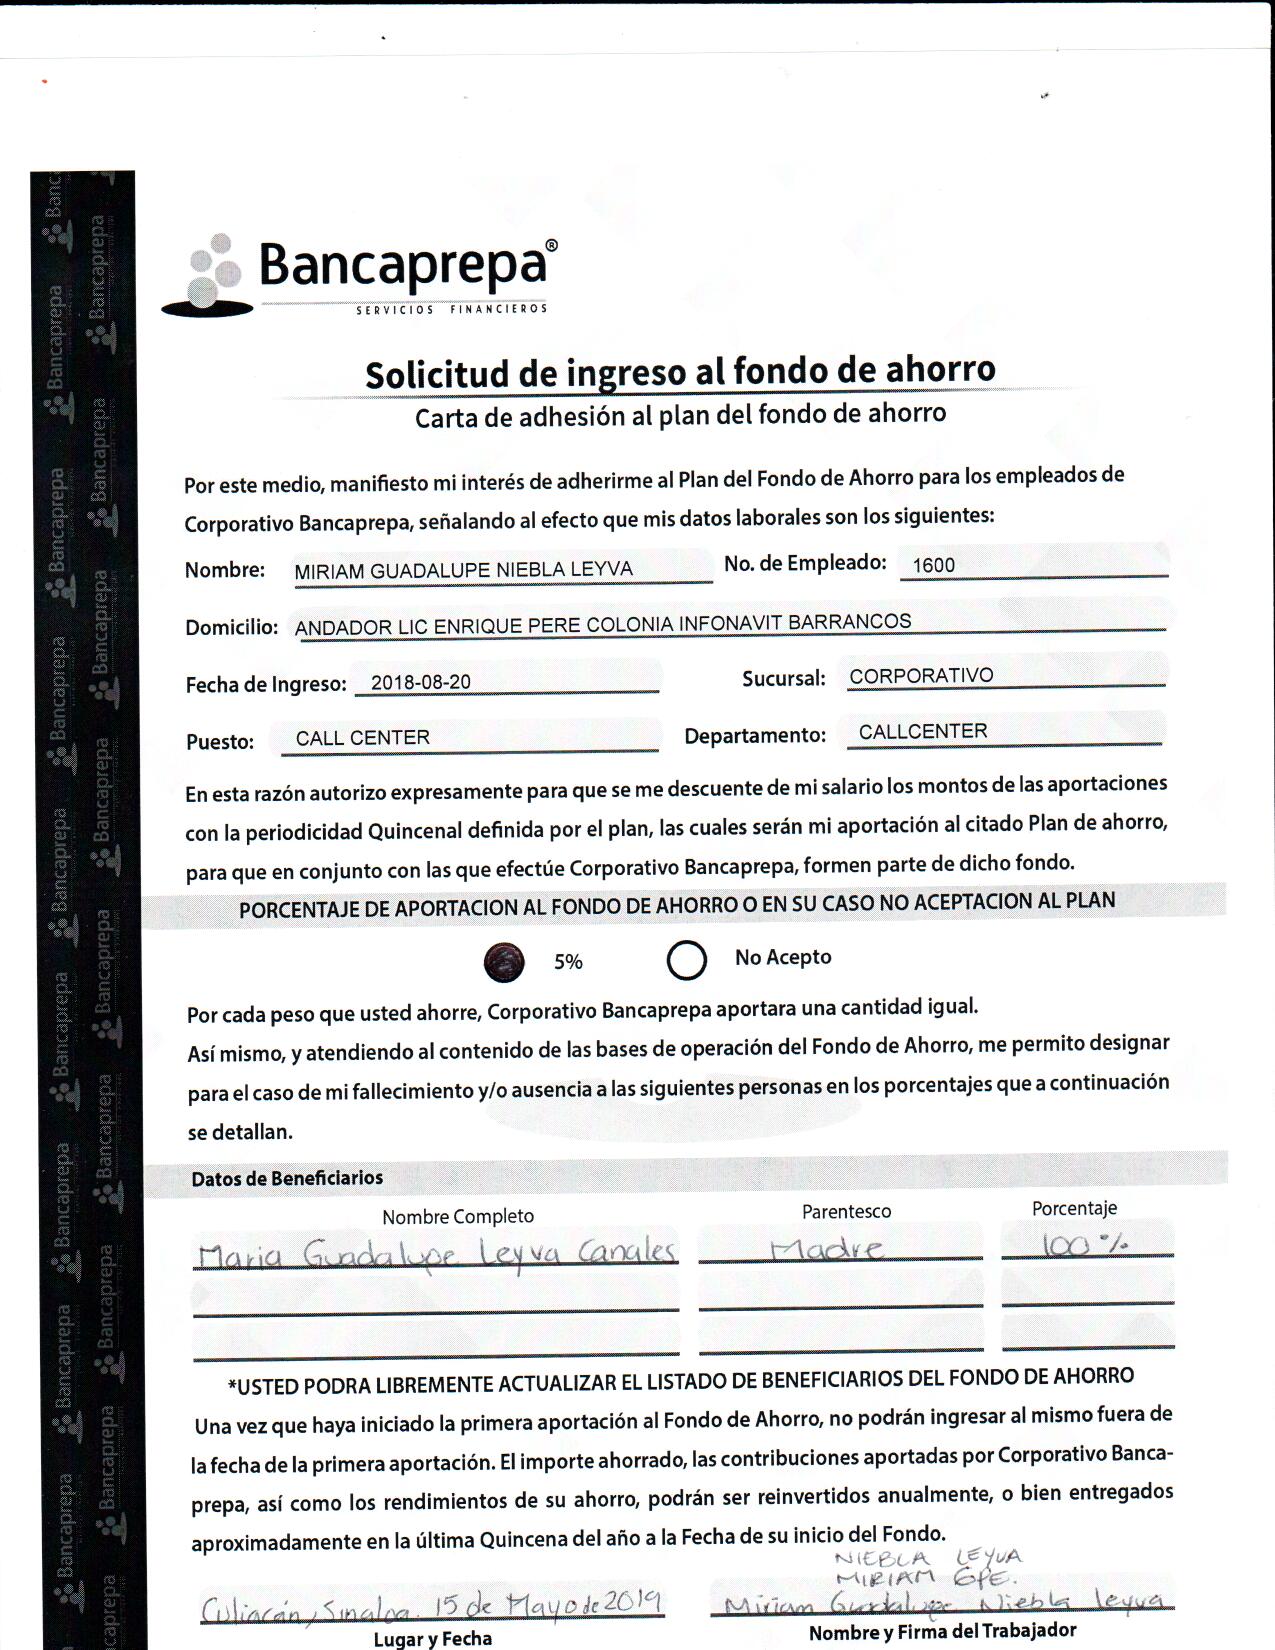 Bancaprepa®
SERVICIOS FINANCIEROS
Solicitud de ingreso al fondo de ahorro
Carta de adhesión al plan del fondo de ahorro
Por este medio, manifiesto mi interés de adherirme al Plan del Fondo de Ahorro para los empleados de
Corporativo Bancaprepa, señalando al efecto que mis datos laborales son los siguientes:
Nombre: MIRIAM GUADALUPE NIEBLA LEYVA No. de Empleado: 1600
Domicilio: ANDADOR LIC ENRIQUE PERE COLONIA INFONAVIT BARRANCOS
Fecha de Ingreso: 2018-08-20 Sucursal: CORPORATIVO
Puesto: CALL CENTER Departamento: CALLCENTER
En esta razón autorizo expresamente para que se me descuente de mi salario los montos de las aportaciones
con la periodicidad Quincenal definida por el plan, las cuales serán mi aportación al citado Plan de ahorro,
para que en conjunto con las que efectúe Corporativo Bancaprepa, formen parte de dicho fondo.
PORCENTAJE DE APORTACION AL FONDO DE AHORRO O EN SU CASO NO ACEPTACION AL PLAN
5% No Acepto
Por cada peso que usted ahorre, Corporativo Bancaprepa aportara una cantidad igual.
Así mismo, y atendiendo al contenido de las bases de operación del Fondo de Ahorro, me permito designar
para el caso de mi fallecimiento y/o ausencia a las siguientes personas en los porcentajes que a continuación
se detallan.
Datos de Beneficiarios
Nombre Completo Parentesco Porcentaje
Maria Guadalupe Leyva Canales Madre 100%
*USTED PODRA LIBREMENTE ACTUALIZAR EL LISTADO DE BENEFICIARIOS DEL FONDO DE AHORRO
Una vez que haya iniciado la primera aportación al Fondo de Ahorro, no podrán ingresar al mismo fuera de
la fecha de la primera aportación. El importe ahorrado, las contribuciones aportadas por Corporativo Banca-
prepa, así como los rendimientos de su ahorro, podrán ser reinvertidos anualmente, o bien entregados
aproximadamente en la última Quincena del año a la Fecha de su inicio del Fondo.
NIEBLA LEYVA
MIRIAM GPE.
Culiacán, Sinaloa. 15 de Mayo de 2019 Miriam Guadalupe Niebla Leyva
Lugar y Fecha Nombre y Firma del Trabajador